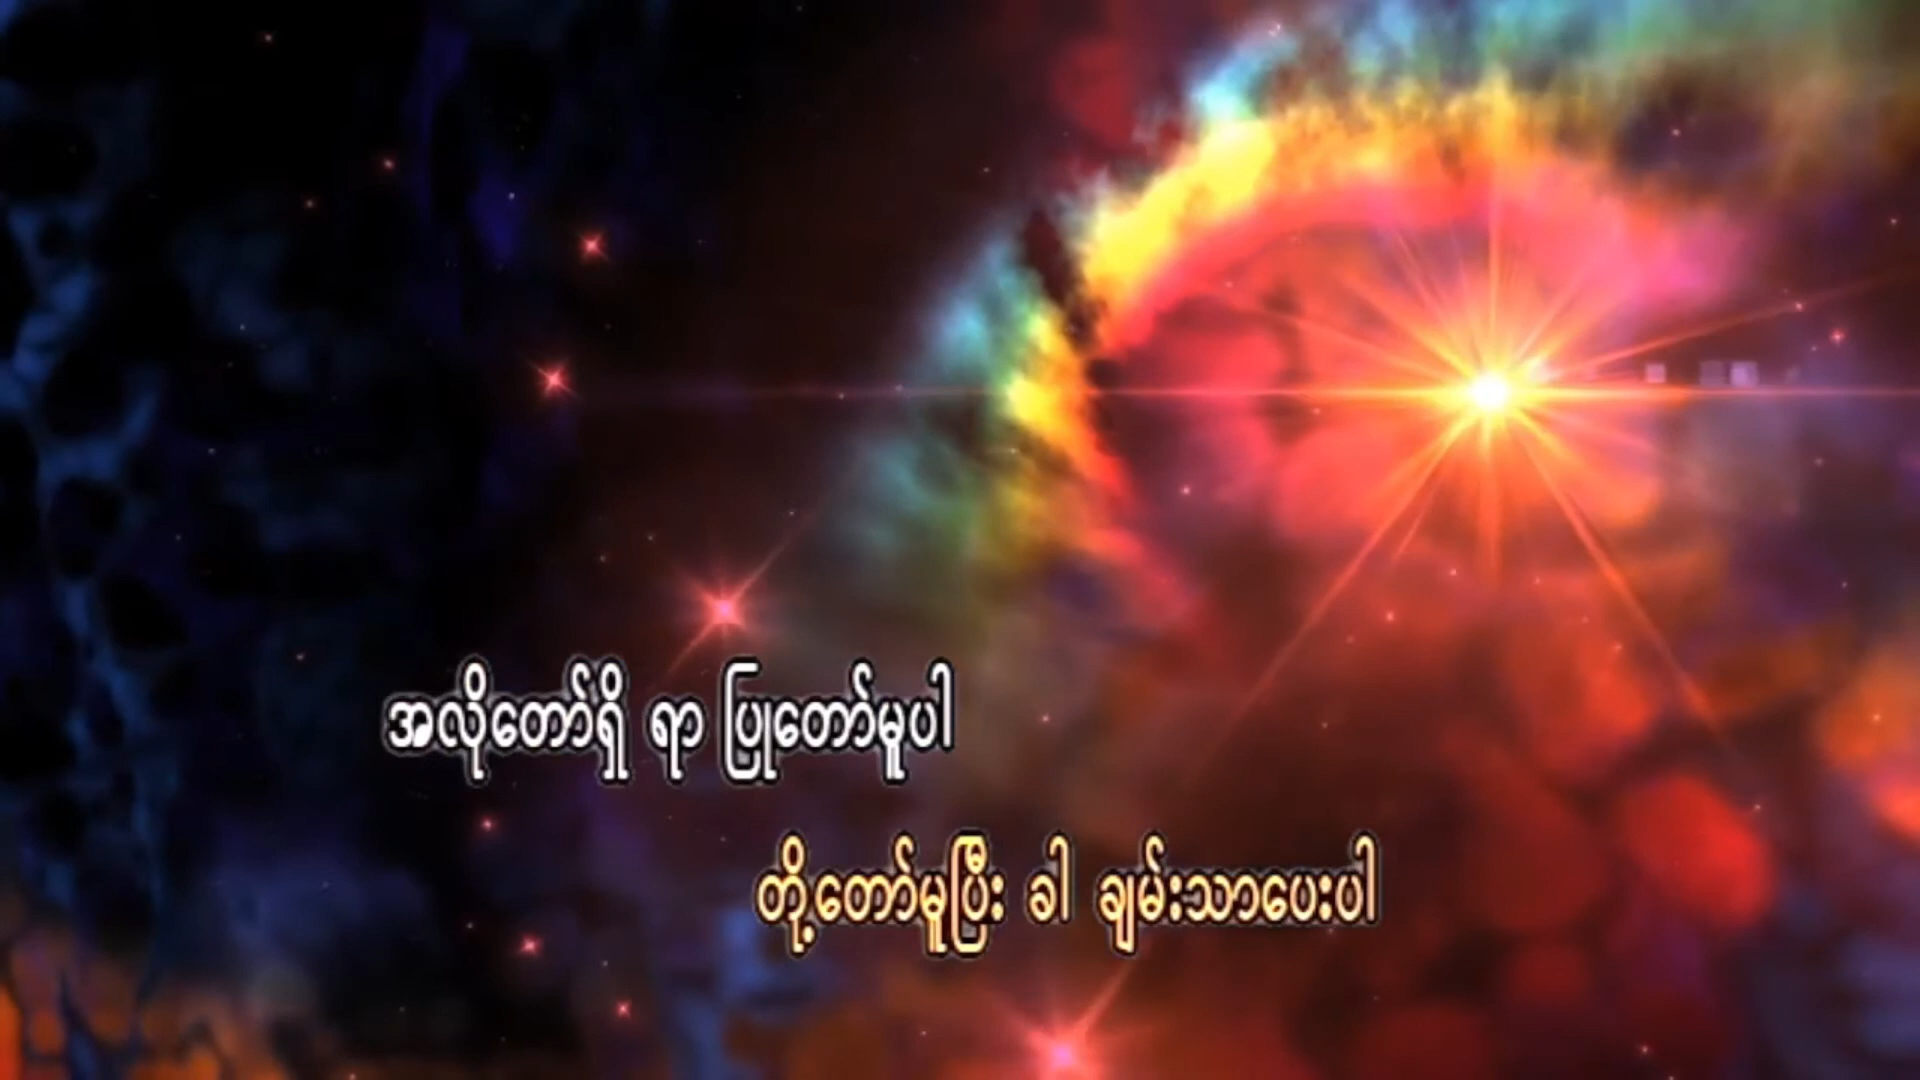 အလိုတော်ရှိ ရာ ပြုတော်မူပါ
တို့တော်မူပြီး ခါ ချမ်းသာပေးပါ